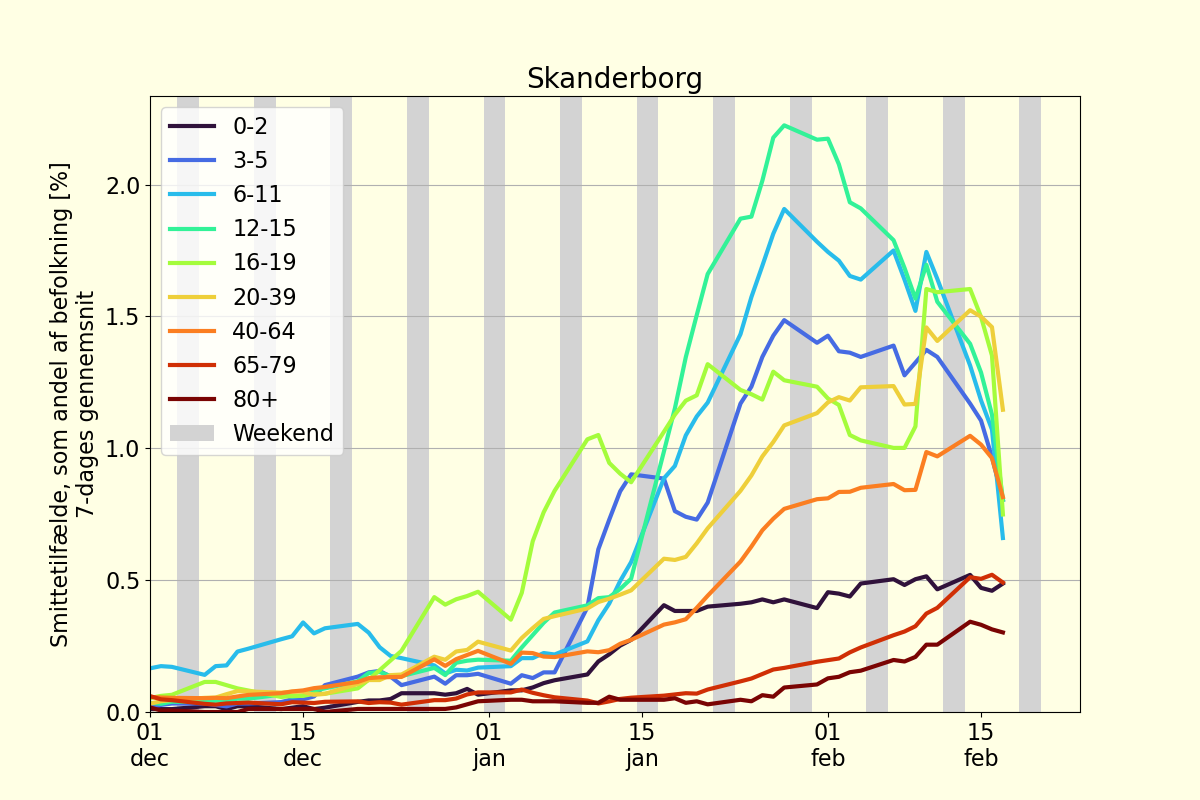 Skanderborg
Smittetilfælde, som andel af befolkning [%]
7-dages gennemsnit
2.0
1.5
1.0
0.5
0.0
0-2
3-5
6-11
12-15
16-19
20-39
40-64
65-79
80+
Weekend
01 15 01 15 01 15
dec dec jan jan feb feb